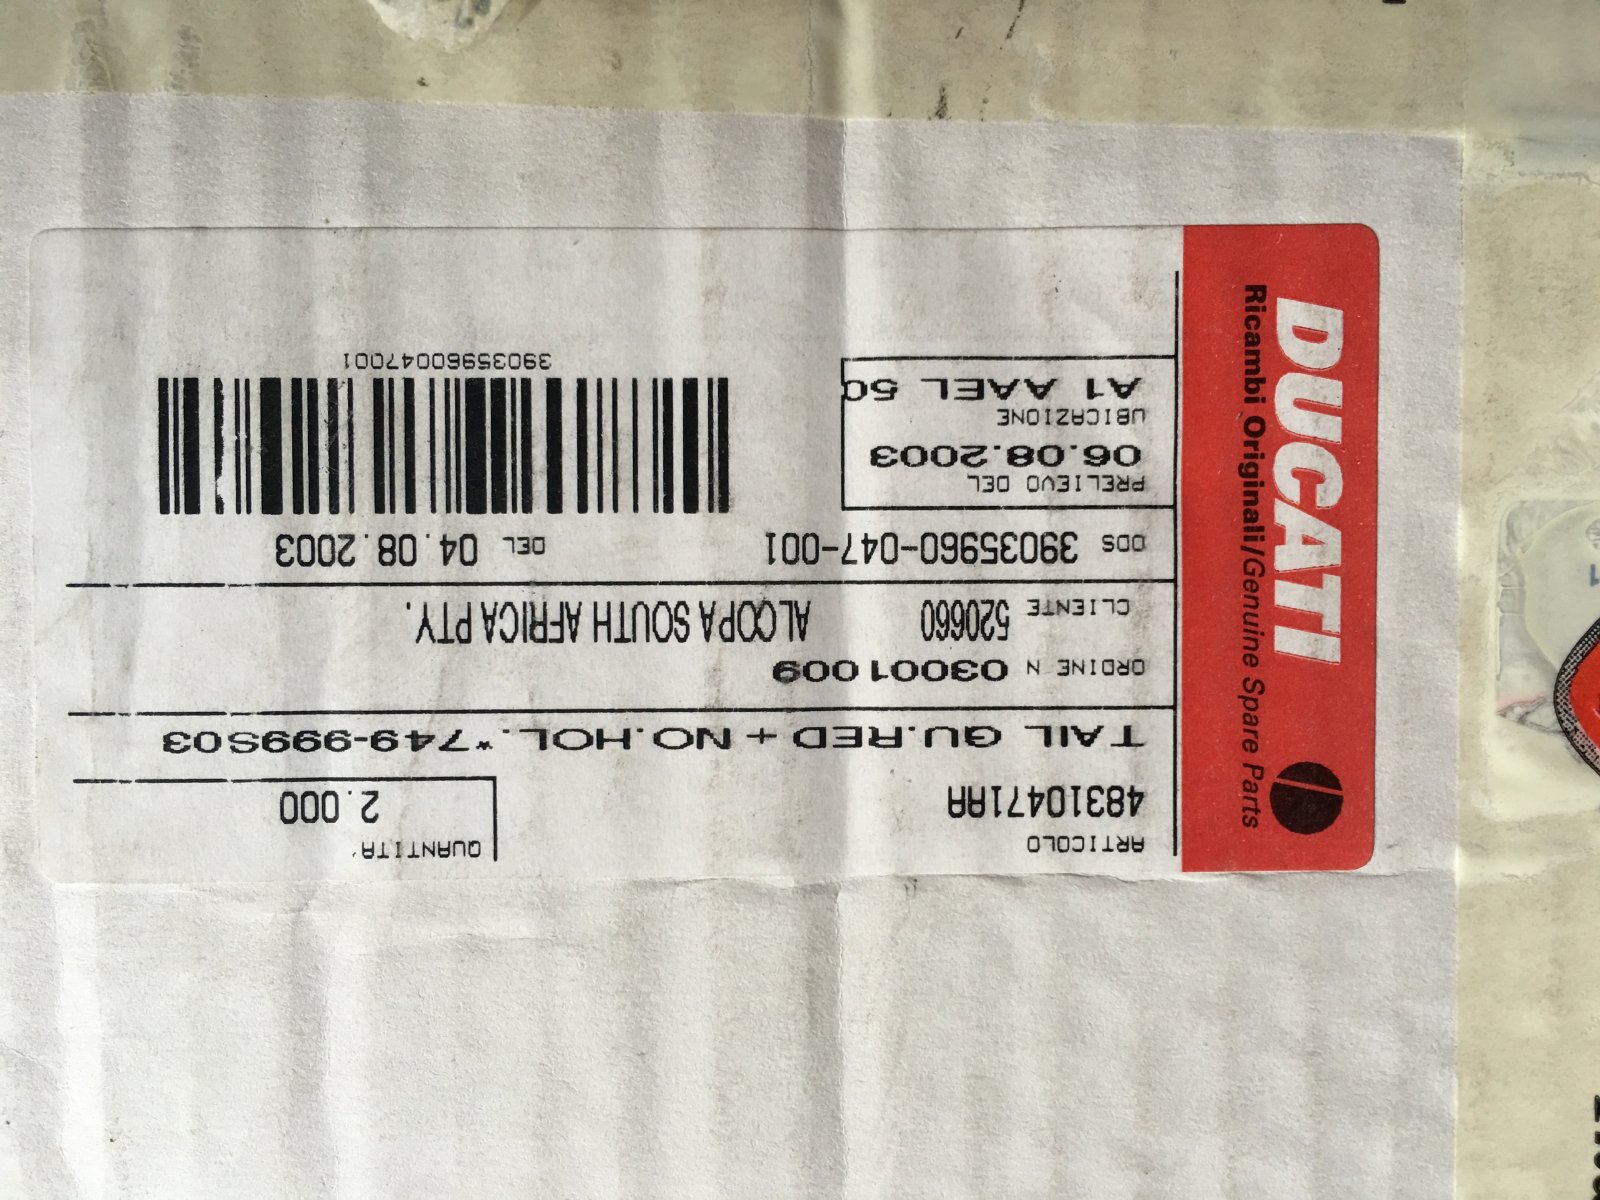 DUCATI
Ricambi Originali/Genuine Spare Parts
ARTICOLO
QUANTITA'
48310471AA
2.000
TAIL GU.RED + NO.HOL.*749-999S03
ORDINE N 03001009
CLIENTE 520660 ALCOPA SOUTH AFRICA PTY.
DDS 39035960-047-001 DEL 04.08.2003
PRELIEVO DEL
06.08.2003
UBICAZIONE
A1 AAEL 50
39035960047001